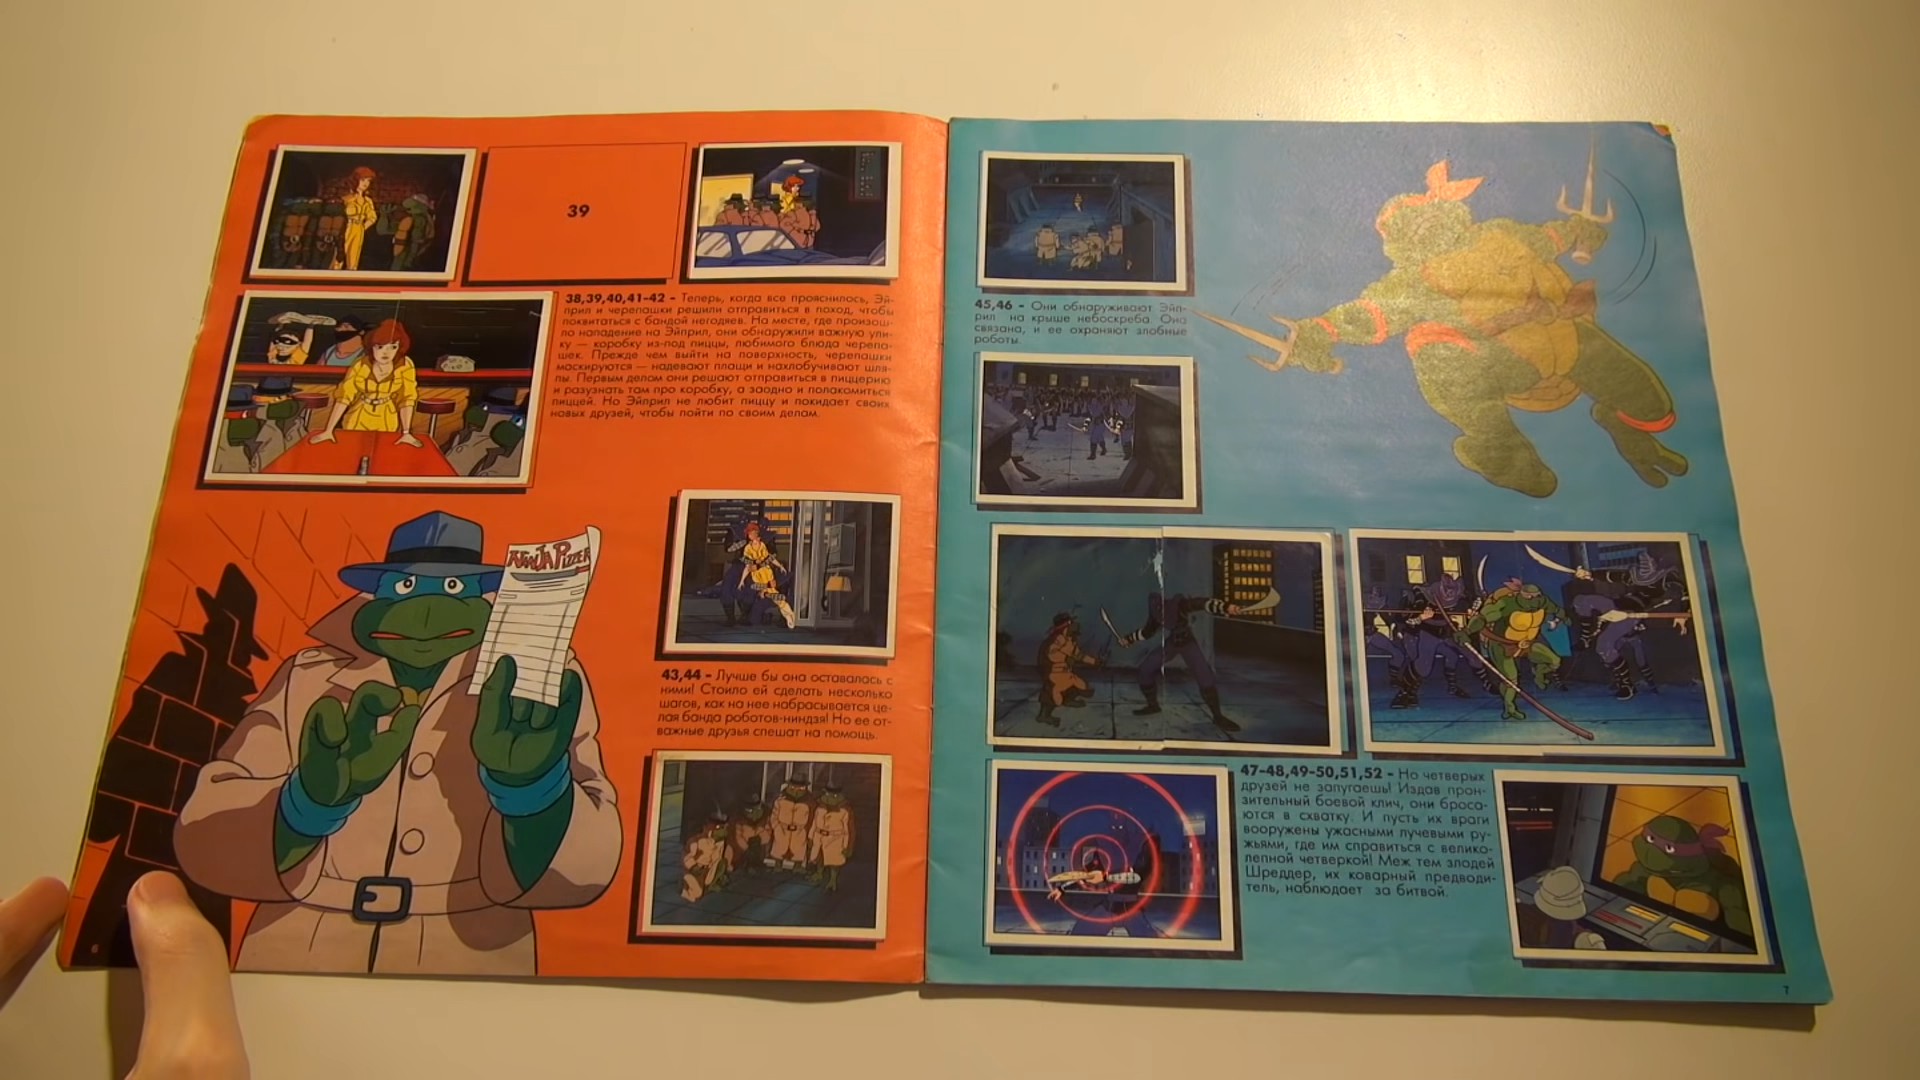 39
38,39,40,41-42 - Теперь, когда все прояснилось, Эй-
прил и черепашки решили отправиться в поход, чтобы
поквитаться с бандой негодяев. На месте, где произош-
ло нападение на Эйприл, они обнаружили важную ули-
ку — коробку из-под пиццы, любимого блюда черепа-
шек. Прежде чем выйти на поверхность, черепашки
маскируются — надевают плащи и нахлобучивают шля-
пы. Первым делом они решают отправиться в пиццерию
и разузнать там про коробку, а заодно и полакомиться
пиццей. Но Эйприл не любит пиццу и покидает своих
новых друзей, чтобы пойти по своим делам.
NINJA PIZZER
43,44 - Лучше бы она оставалась с
ними! Стоило ей сделать несколько
шагов, как на нее набрасывается це-
лая банда роботов-ниндзя! Но ее от-
важные друзья спешат на помощь.
6
45,46 - Они обнаруживают Эйп-
рил на крыше небоскреба. Она
связана, и ее охраняют злобные
роботы.
47-48,49-50,51,52 - Но четверых
друзей не запугаешь! Издав прон-
зительный боевой клич, они броса-
ются в схватку. И пусть их враги
вооружены ужасными лучевыми ру-
жьями, где им справиться с велико-
лепной четверкой! Меж тем злодей
Шреддер, их коварный предводи-
тель, наблюдает за битвой.
7